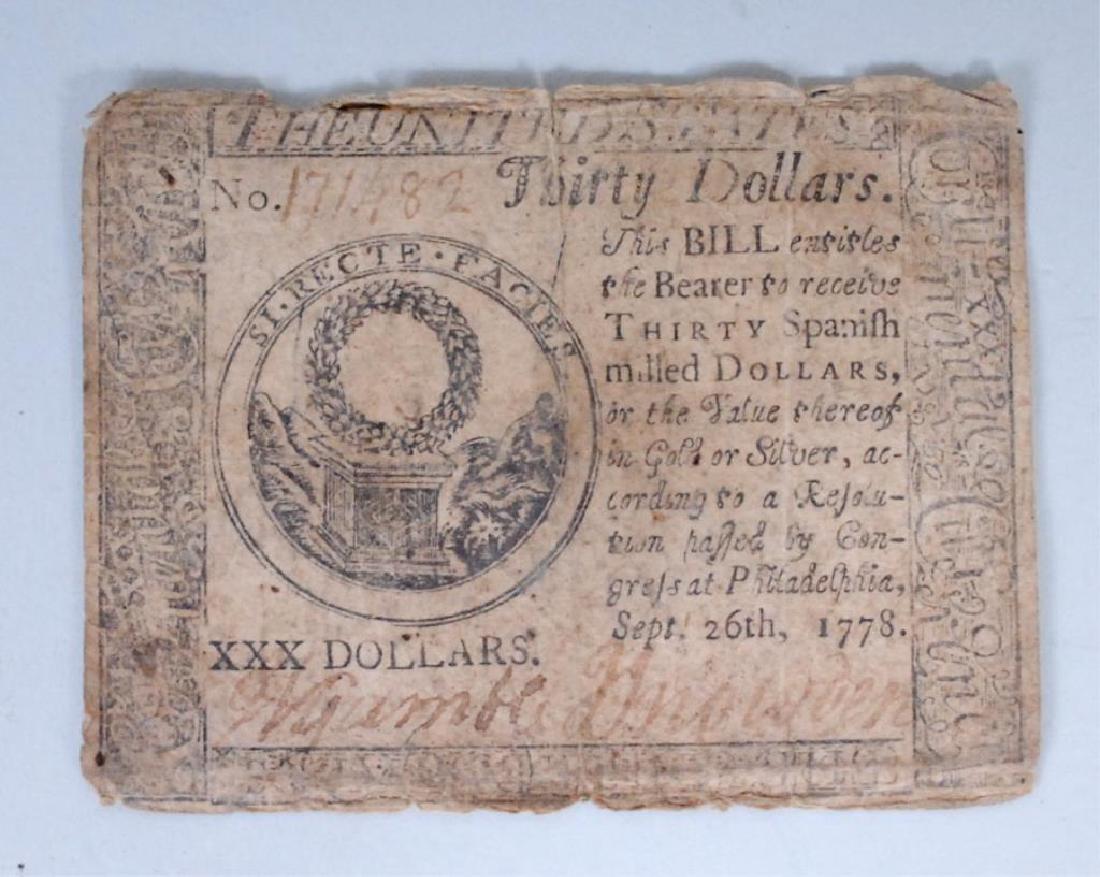 THE UNITED STATES
No. 171482 Thirty Dollars.
SI·RECTE·FACIES
This BILL entitles
the Bearer to receive
THIRTY Spaniſh
milled DOLLARS,
or the Value thereof
in Gold or Silver, ac-
cording to a Reſolu-
tion paſſed by Con-
greſs at Philadelphia,
Sept. 26th, 1778.
XXX DOLLARS.